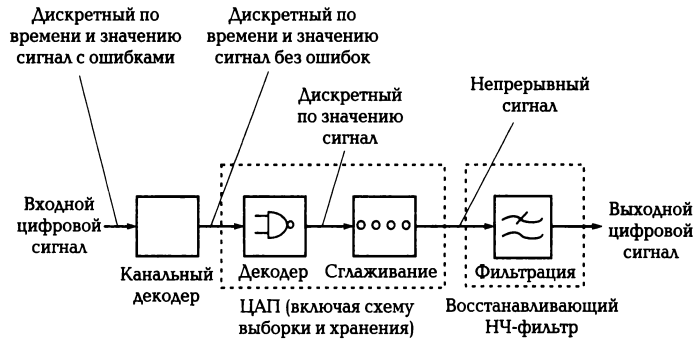 Дискретный по
времени и значению
сигнал с ошибками
Дискретный по
времени и значению
сигнал без ошибок
Дискретный
по значению
сигнал
Непрерывный
сигнал
Входной
цифровой
сигнал
Канальный
декодер
Декодер
Сглаживание
Фильтрация
Выходной
цифровой
сигнал
ЦАП (включая схему
выборки и хранения)
Восстанавливающий
НЧ-фильтр